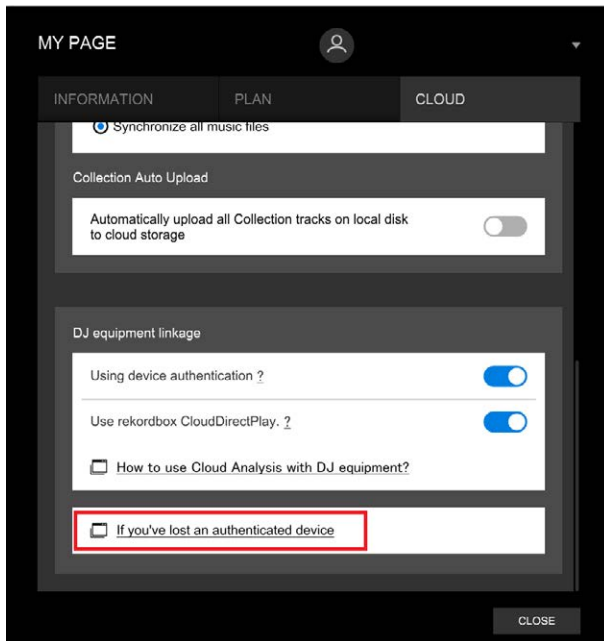 MY PAGE
INFORMATION PLAN CLOUD
Synchronize all music files
Collection Auto Upload
Automatically upload all Collection tracks on local disk
to cloud storage
DJ equipment linkage
Using device authentication ?
Use rekordbox CloudDirectPlay. ?
How to use Cloud Analysis with DJ equipment?
If you've lost an authenticated device
CLOSE